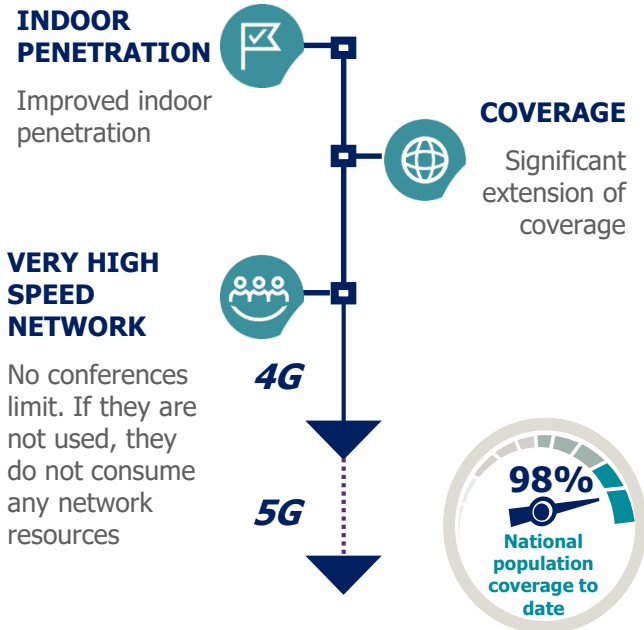 INDOOR
PENETRATION
Improved indoor
penetration
COVERAGE
Significant
extension of
coverage
VERY HIGH
SPEED
NETWORK
No conferences
limit. If they are
not used, they
do not consume
any network
resources
4G
5G
98%
National
population
coverage to
date